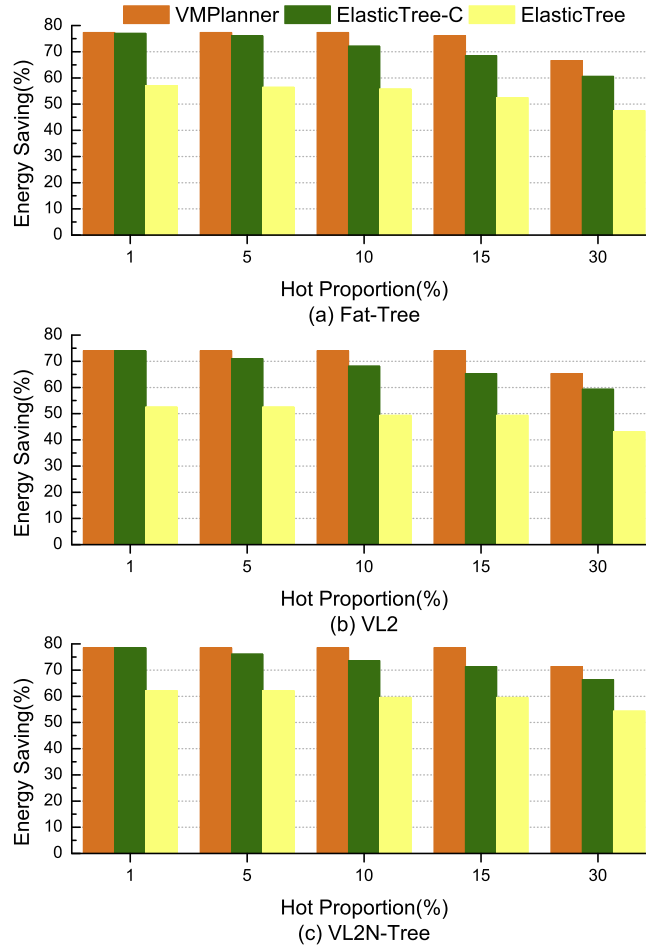 VMPlanner ElasticTree-C ElasticTree
80
70
60
50
40
30
20
10
0
Energy Saving(%)
1 5 10 15 30
Hot Proportion(%)
(a) Fat-Tree
80
70
60
50
40
30
20
10
0
Energy Saving(%)
1 5 10 15 30
Hot Proportion(%)
(b) VL2
80
70
60
50
40
30
20
10
0
Energy Saving(%)
1 5 10 15 30
Hot Proportion(%)
(c) VL2N-Tree